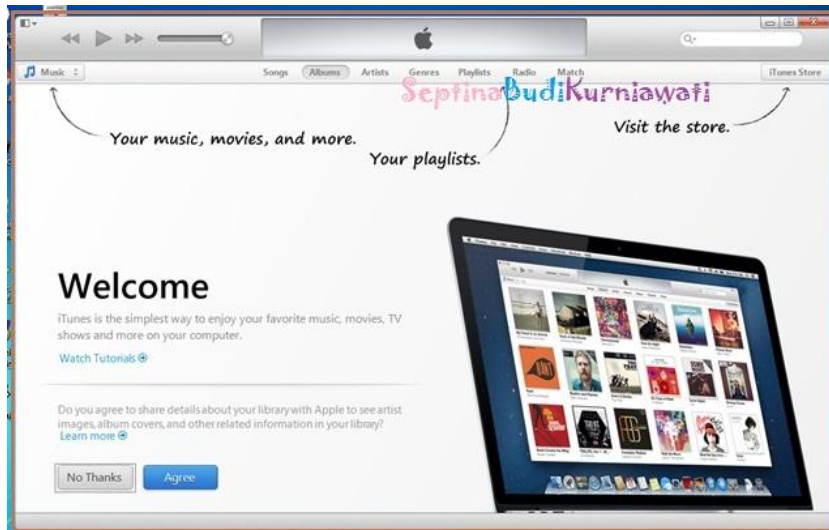 Music
Songs Albums Artists Genres Playlists Radio Match
iTunes Store
SeptinaBudiKurniawati
Your music, movies, and more.
Your playlists.
Visit the store.
Welcome
iTunes is the simplest way to enjoy your favorite music, movies, TV
shows and more on your computer.
Watch Tutorials
Do you agree to share details about your library with Apple to see artist
images, album covers, and other related information in your library?
Learn more
No Thanks Agree